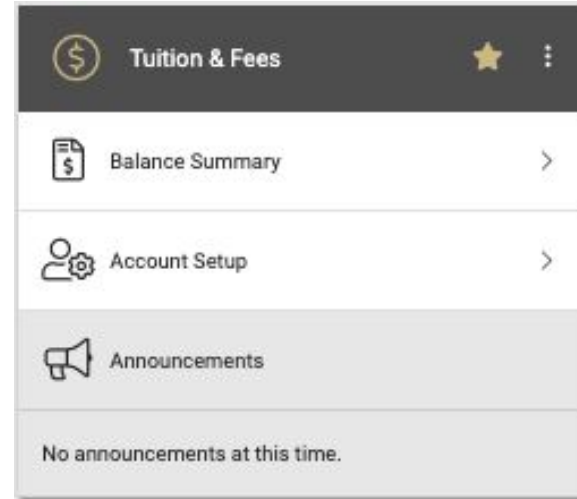 Tuition & Fees
Balance Summary
Account Setup
Announcements
No announcements at this time.